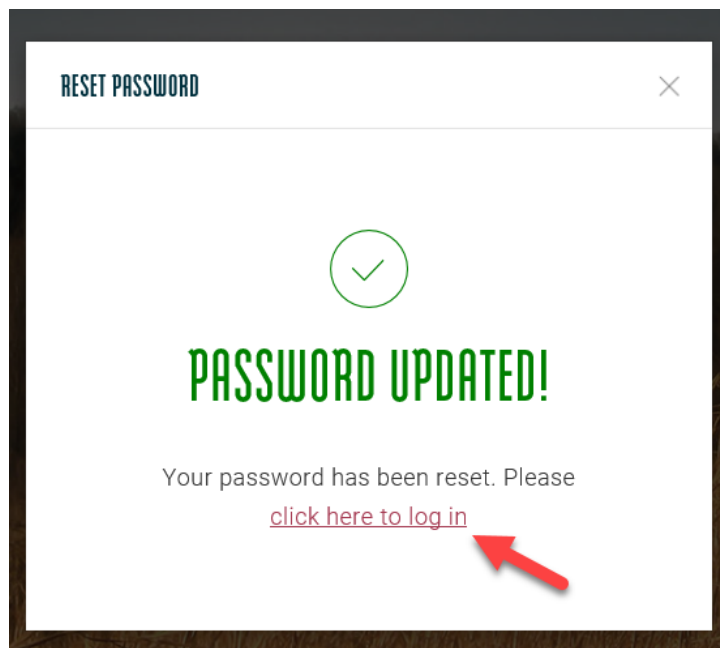 RESET PASSWORD
PASSWORD UPDATED!
Your password has been reset. Please
click here to log in